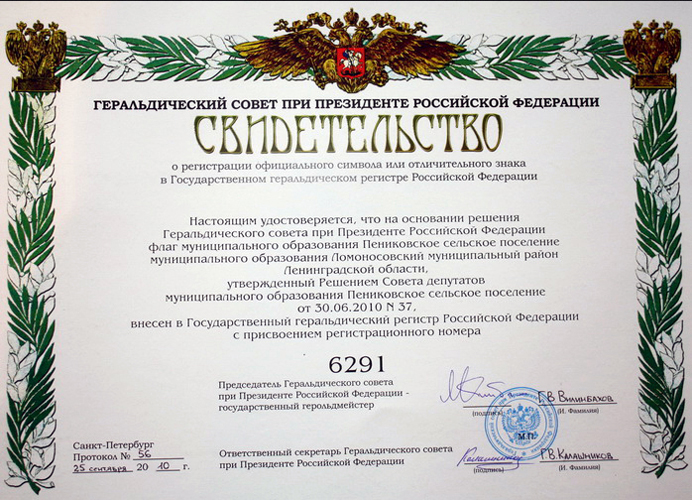 ГЕРАЛЬДИЧЕСКИЙ СОВЕТ ПРИ ПРЕЗИДЕНТЕ РОССИЙСКОЙ ФЕДЕРАЦИИ
СВИДЕТЕЛЬСТВО
о регистрации официального символа или отличительного знака
в Государственном геральдическом регистре Российской Федерации
Настоящим удостоверяется, что на основании решения
Геральдического совета при Президенте Российской Федерации
флаг муниципального образования Пениковское сельское поселение
муниципального образования Ломоносовский муниципальный район
Ленинградской области,
утвержденный Решением Совета депутатов
муниципального образования Пениковское сельское поселение
от 30.06.2010 N 37,
внесен в Государственный геральдический регистр Российской Федерации
с присвоением регистрационного номера
6291
Председатель Геральдического совета
при Президенте Российской Федерации -
государственный герольдмейстер
Г.В. Вилинбахов
(подпись) (И. Фамилия)
М.П.
Санкт-Петербург
Протокол № 56
25 сентября 2010 г.
Ответственный секретарь Геральдического совета
при Президенте Российской Федерации
Г.В. Калашников
(подпись) (И. Фамилия)